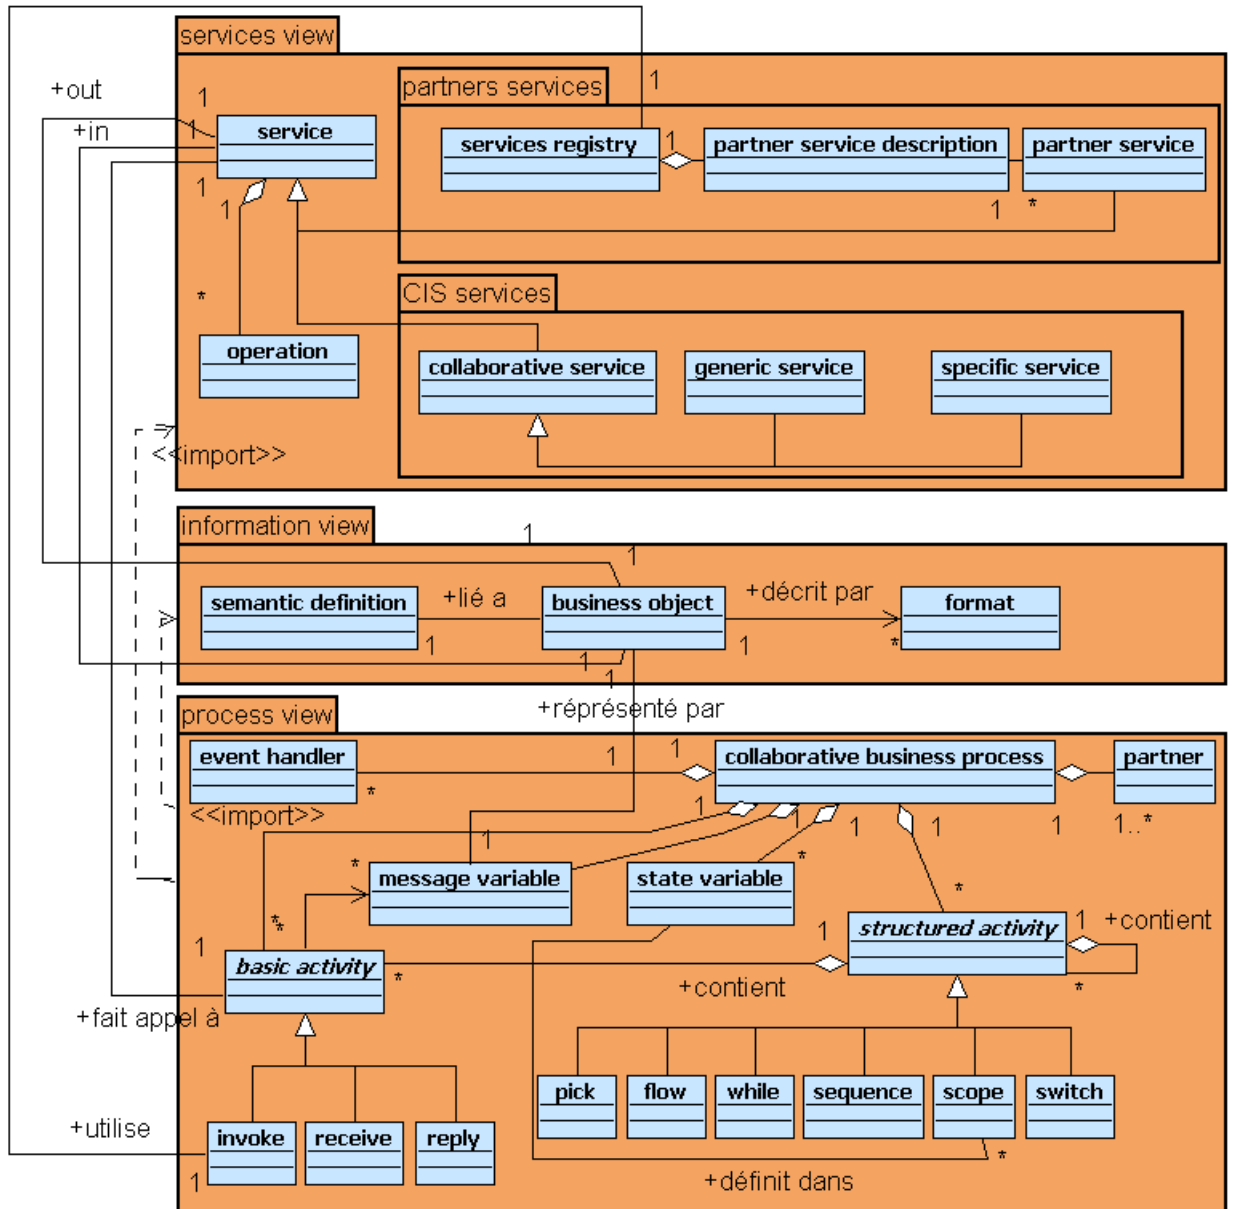 services view
partners services
+out
1
1
+in
1
service
services registry
1
partner service description
partner service
1
1
1
*
CIS services
*
operation
collaborative service
generic service
specific service
<<import>>
information view
1
1
semantic definition
+lié a
business object
+décrit par
format
1
1
1
1
*
+réprésenté par
process view
event handler
1
1
collaborative business process
partner
*
<<import>>
1
1
1
1
1
1..*
1
*
message variable
*
state variable
*
*
*
1
structured activity
1
+contient
1
basic activity
*
+contient
*
+fait appel à
pick
flow
while
sequence
scope
switch
+utilise
invoke
receive
reply
*
1
+définit dans